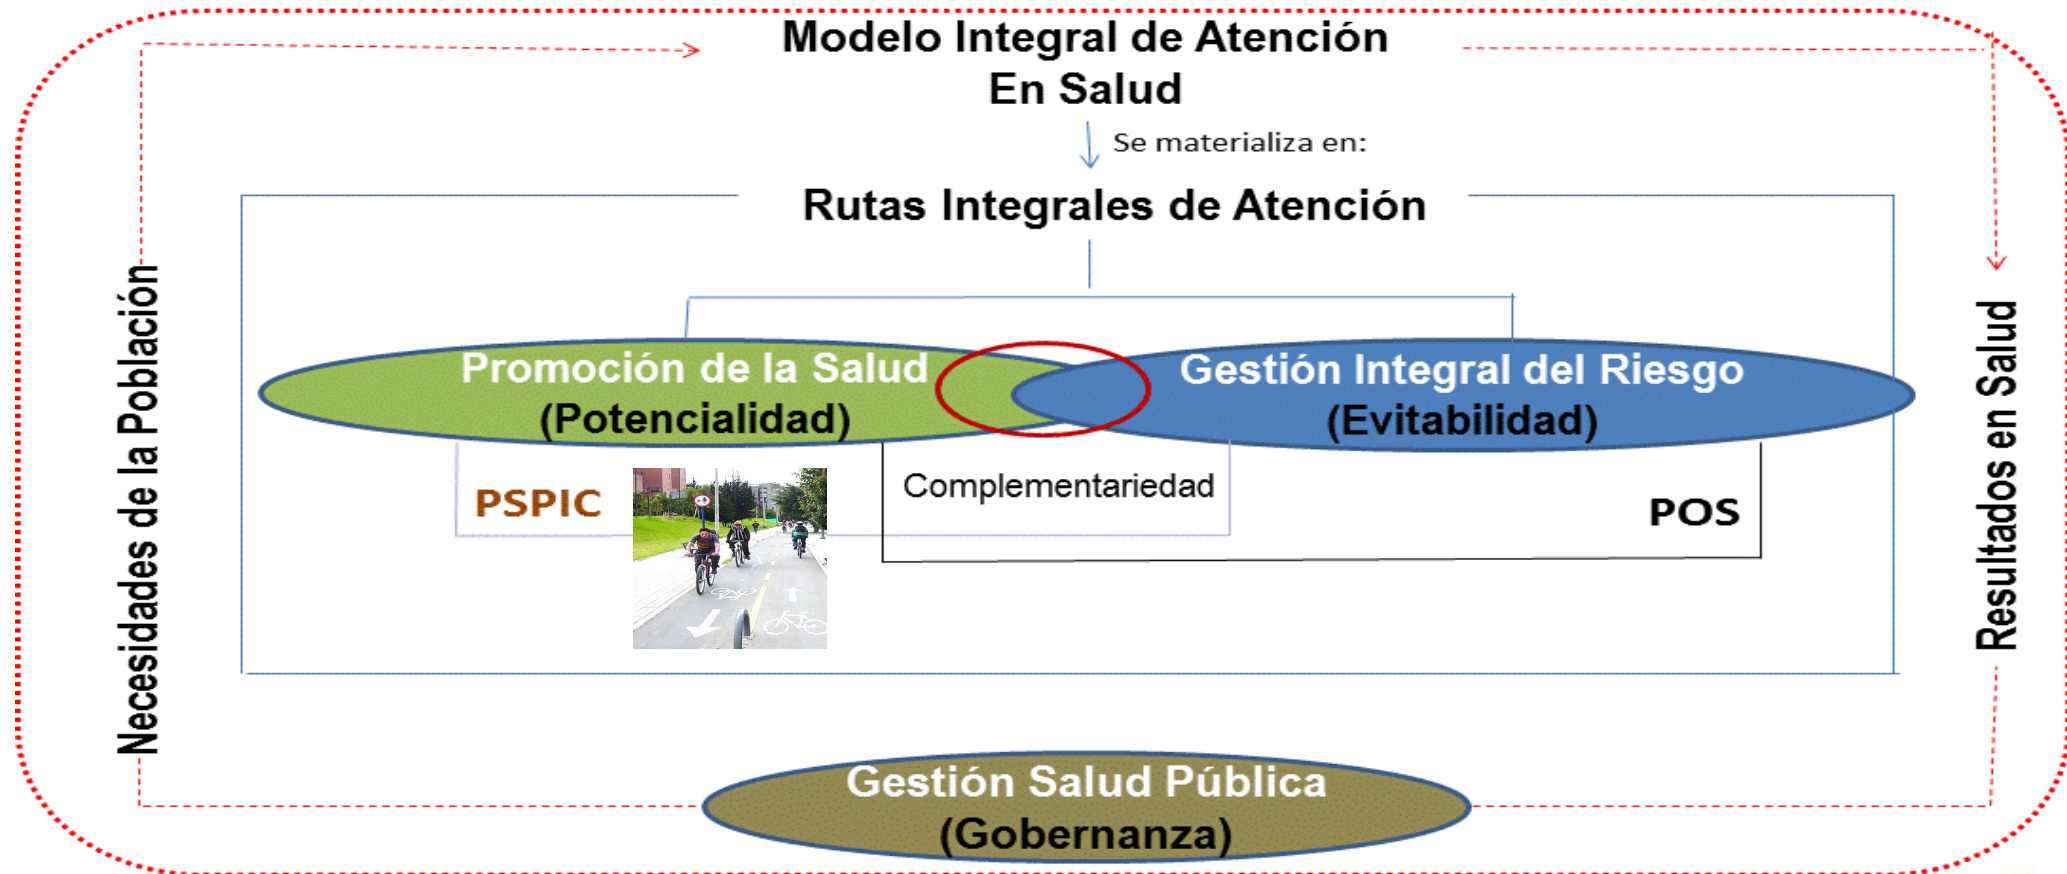 Modelo Integral de Atención
En Salud
Se materializa en:
Rutas Integrales de Atención
Necesidades de la Población
Promoción de la Salud
(Potencialidad)
Gestión Integral del Riesgo
(Evitabilidad)
Resultados en Salud
PSPIC
Complementariedad
POS
Gestión Salud Pública
(Gobernanza)